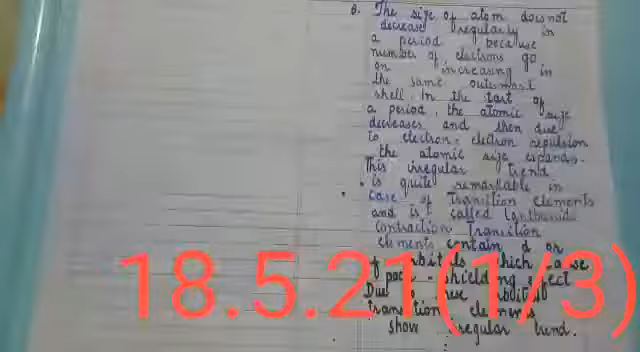 8. The size of atom does not
decrease regularly in
a period because
number of electrons go
on increasing in
the same outermost
shell. In the last of
a period, the atomic size
decreases and then due
to electron-electron repulsion
the atomic size expands.
This irregular trend
is quite remarkable in
case of Transition Elements
and is called
contraction Transition
elements contain d or
f orbitals which cause
poor-shielding effect
Due to these orbitals
transition elements
show irregular trend.
18.5.21(1/3)